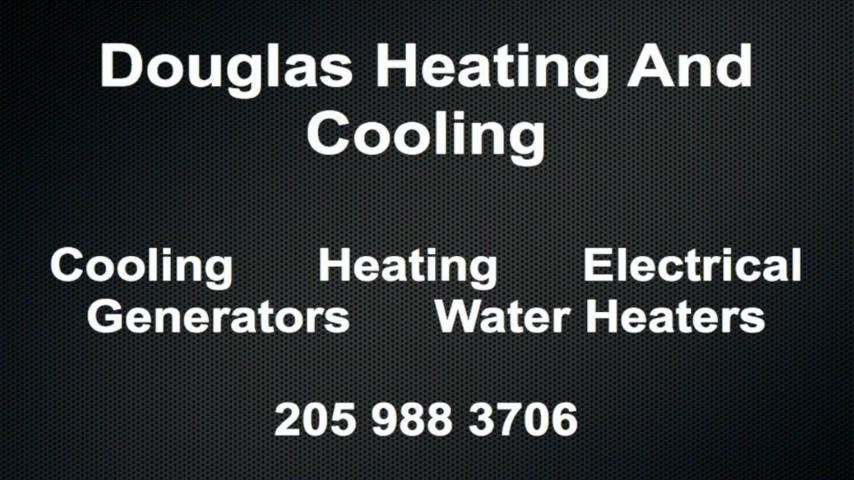 Douglas Heating And
Cooling
Cooling Heating Electrical
Generators Water Heaters
205 988 3706